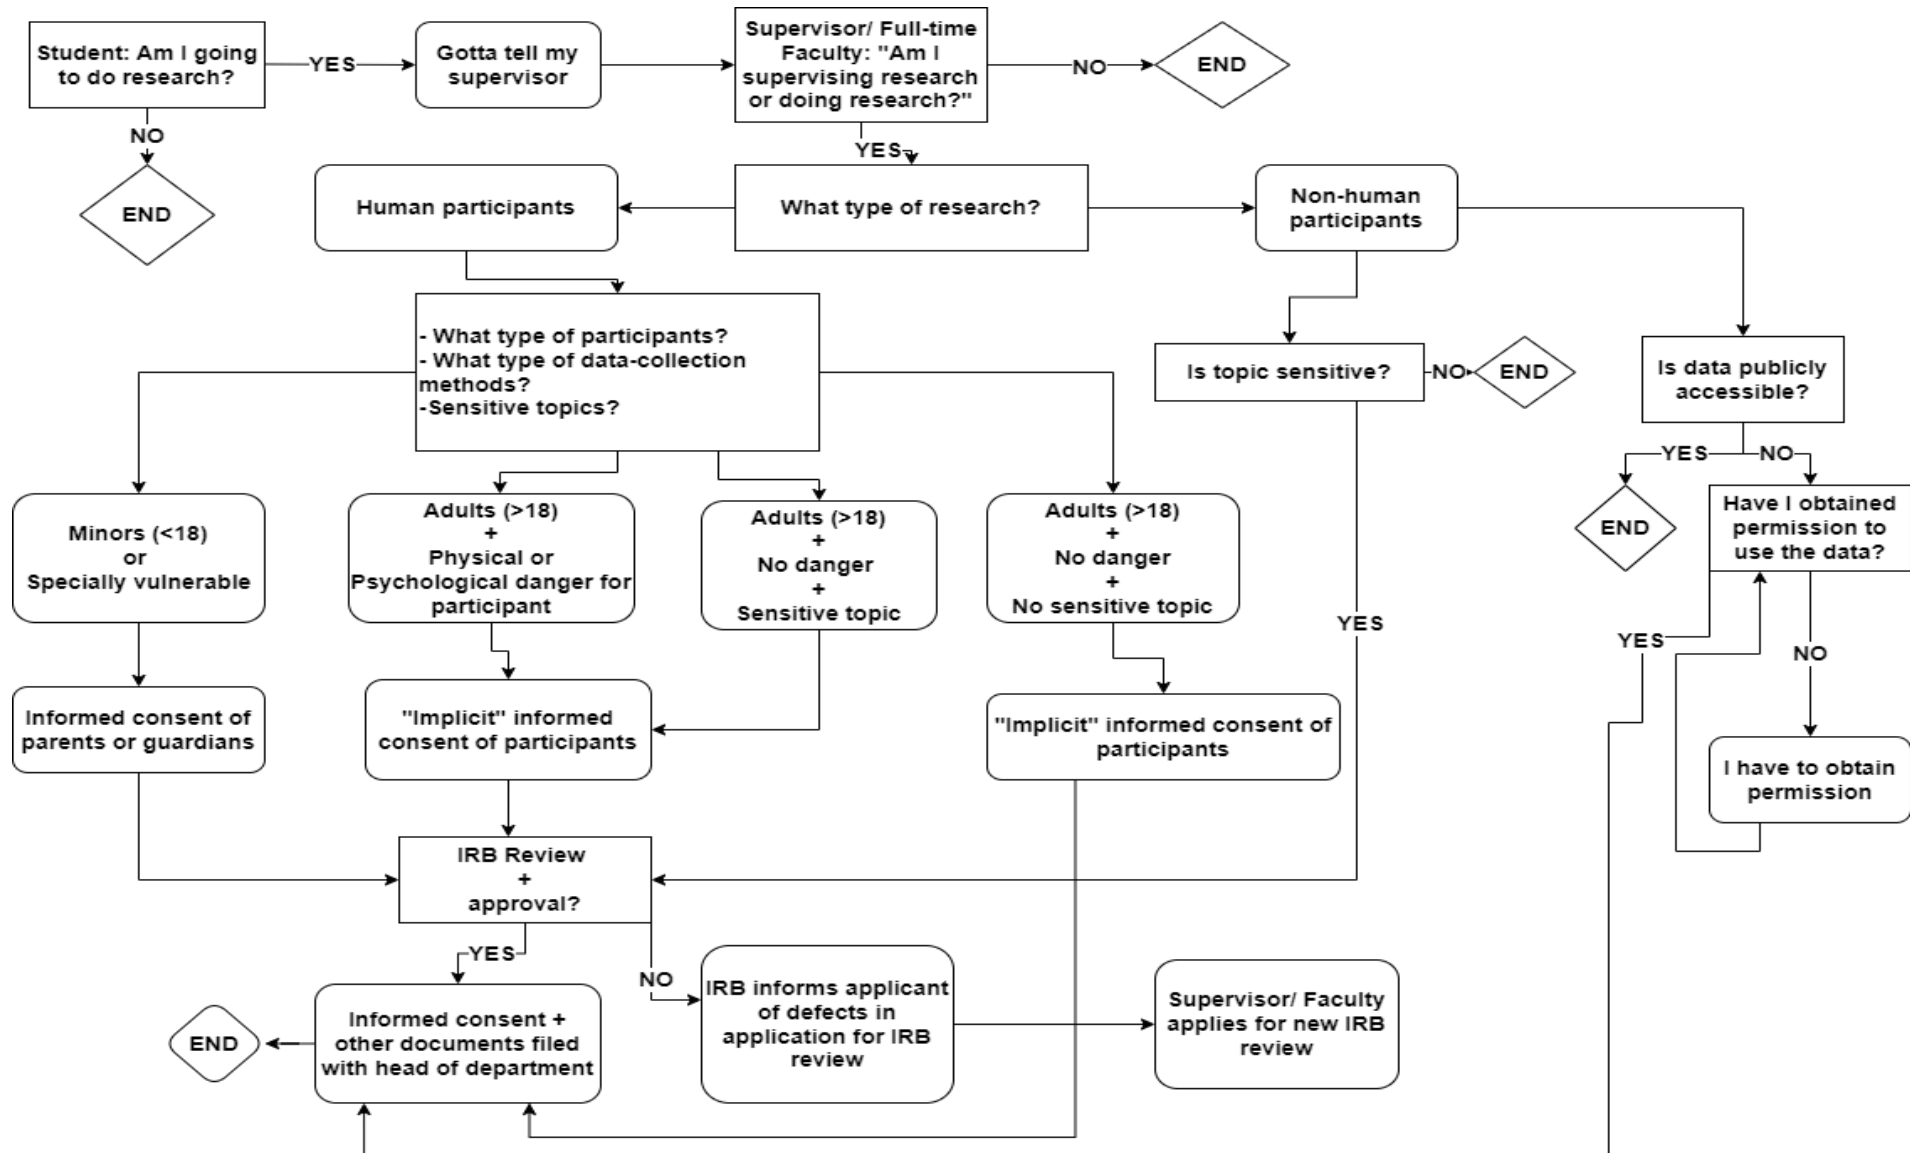 Student: Am I going
to do research?
YES
Gotta tell my
supervisor
Supervisor/ Full-time
Faculty: "Am I
supervising research
or doing research?"
NO
END
NO
END
YES
Human participants
What type of research?
Non-human
participants
- What type of participants?
- What type of data-collection
methods?
-Sensitive topics?
Is topic sensitive?
NO
END
Is data publicly
accessible?
YES
NO
END
Have I obtained
permission to
use the data?
Minors (<18)
or
Specially vulnerable
Adults (>18)
+
Physical or
Psychological danger for
participant
Adults (>18)
+
No danger
+
Sensitive topic
Adults (>18)
+
No danger
+
No sensitive topic
YES
YES
NO
Informed consent of
parents or guardians
"Implicit" informed
consent of participants
"Implicit" informed consent of
participants
I have to obtain
permission
IRB Review
+
approval?
YES
NO
END
Informed consent +
other documents filed
with head of department
IRB informs applicant
of defects in
application for IRB
review
Supervisor/ Faculty
applies for new IRB
review